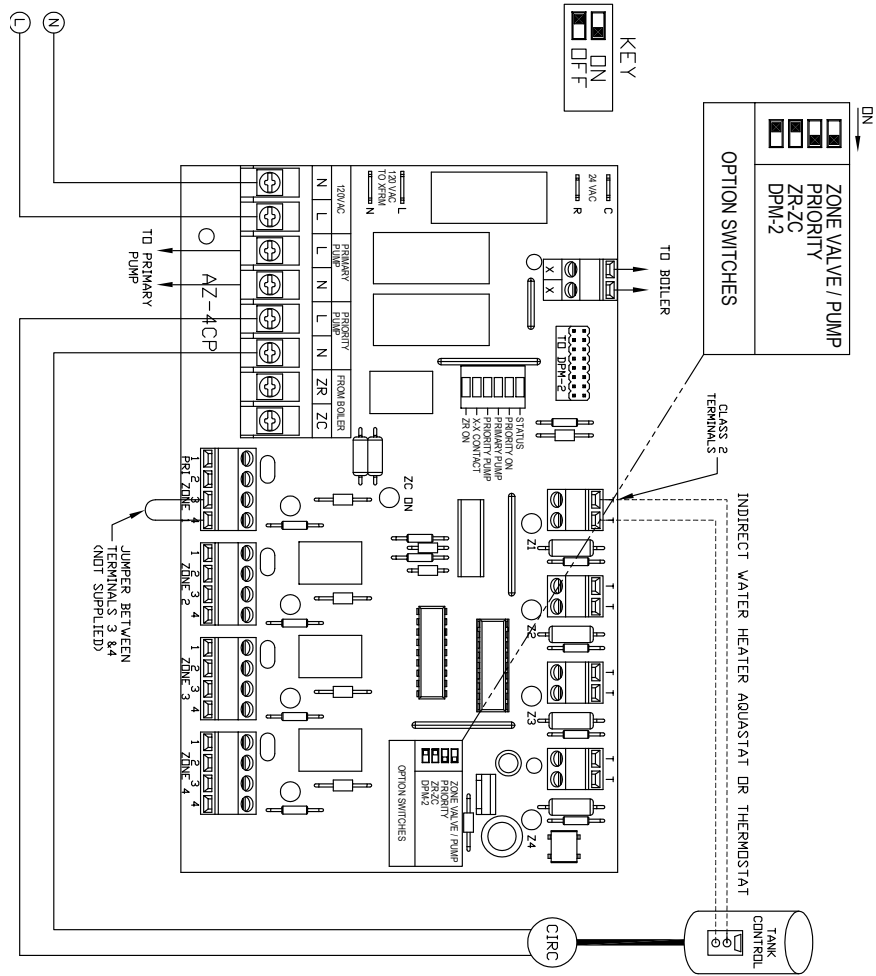 N
L
KEY
ON
OFF
ON
ZONE VALVE / PUMP
PRIORITY
ZR-ZC
DPM-2
OPTION SWITCHES
TO BOILER
24 VAC
C
R
120 VAC
TO XFRM
L
N
X
X
TO DPM-2
120VAC
N
L
PRIMARY
PUMP
L
N
PRIORITY
PUMP
L
N
FROM BOILER
ZR
ZC
AZ-4CP
TO PRIMARY
PUMP
STATUS
PRIORITY ON
PRIMARY PUMP
PRIORITY PUMP
X-X CONTACT
ZR ON
ZC ON
CLASS 2
TERMINALS
INDIRECT WATER HEATER AQUASTAT OR THERMOSTAT
T
T
Z1
T
T
Z2
T
T
Z3
T
T
Z4
ZONE VALVE / PUMP
PRIORITY
ZR-ZC
DPM-2
OPTION SWITCHES
1 2 3 4
PRI ZONE
1 2 3 4
ZONE 2
1 2 3 4
ZONE 3
1 2 3 4
ZONE 4
JUMPER BETWEEN
TERMINALS 3 &4
(NOT SUPPLIED)
CIRC
TANK
CONTROL